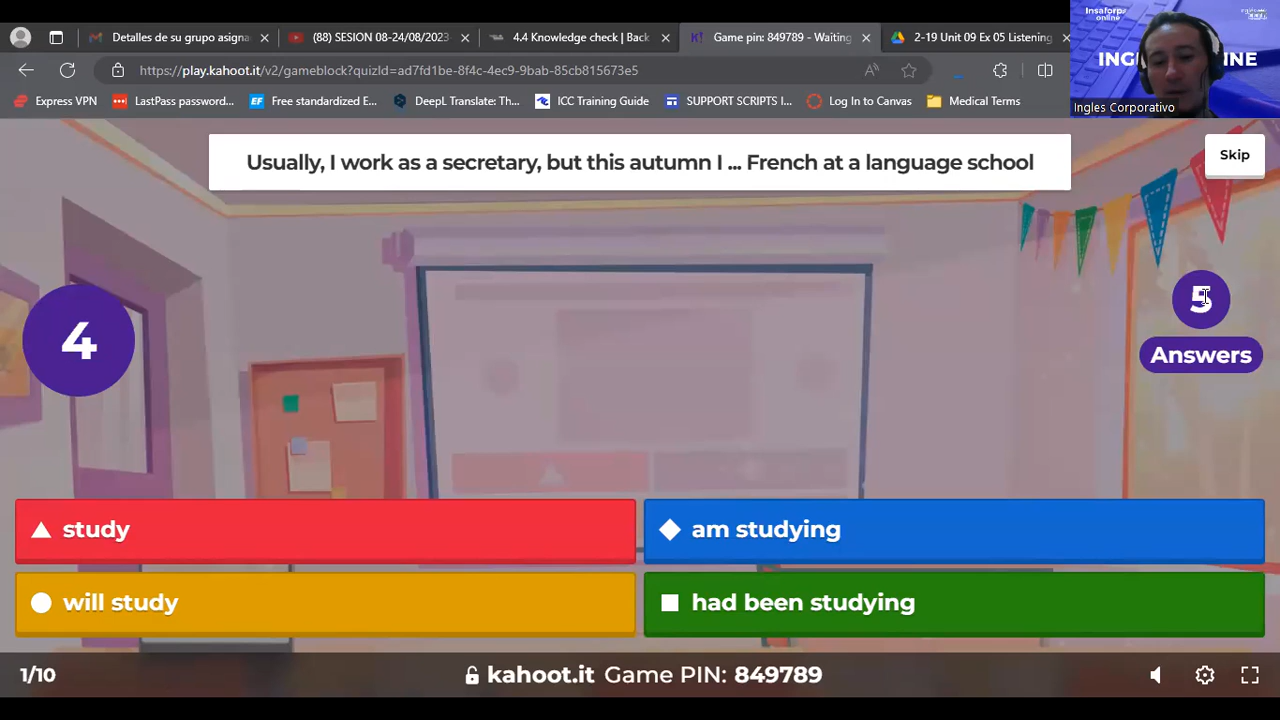 Detalles de su grupo asigna
(88) SESION 08-24/08/2023
4.4 Knowledge check | Back
Game pin: 849789 - Waiting
2-19 Unit 09 Ex 05 Listening
https://play.kahoot.it/v2/gameblock?quizId=ad7fd1be-8f4c-4ec9-9bab-85cb815673e5
Express VPN
LastPass password...
EF Free standardized E...
DeepL Translate: Th...
ICC Training Guide
SUPPORT SCRIPTS I...
Log In to Canvas
Medical Terms
Insaforp
online
Ingles Corporativo
Usually, I work as a secretary, but this autumn I ... French at a language school
Skip
4
5
Answers
study
am studying
will study
had been studying
1/10
kahoot.it Game PIN: 849789